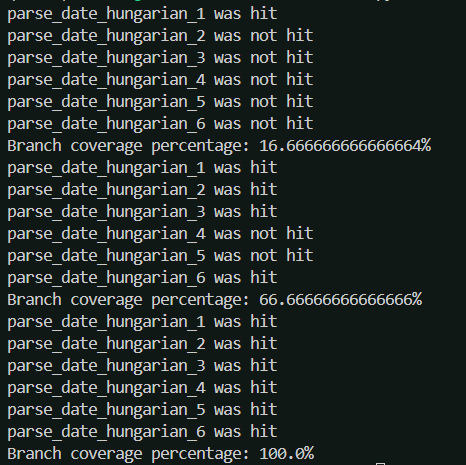 parse_date_hungarian_1 was hit
parse_date_hungarian_2 was not hit
parse_date_hungarian_3 was not hit
parse_date_hungarian_4 was not hit
parse_date_hungarian_5 was not hit
parse_date_hungarian_6 was not hit
Branch coverage percentage: 16.666666666666664%
parse_date_hungarian_1 was hit
parse_date_hungarian_2 was hit
parse_date_hungarian_3 was hit
parse_date_hungarian_4 was not hit
parse_date_hungarian_5 was not hit
parse_date_hungarian_6 was hit
Branch coverage percentage: 66.66666666666666%
parse_date_hungarian_1 was hit
parse_date_hungarian_2 was hit
parse_date_hungarian_3 was hit
parse_date_hungarian_4 was hit
parse_date_hungarian_5 was hit
parse_date_hungarian_6 was hit
Branch coverage percentage: 100.0%